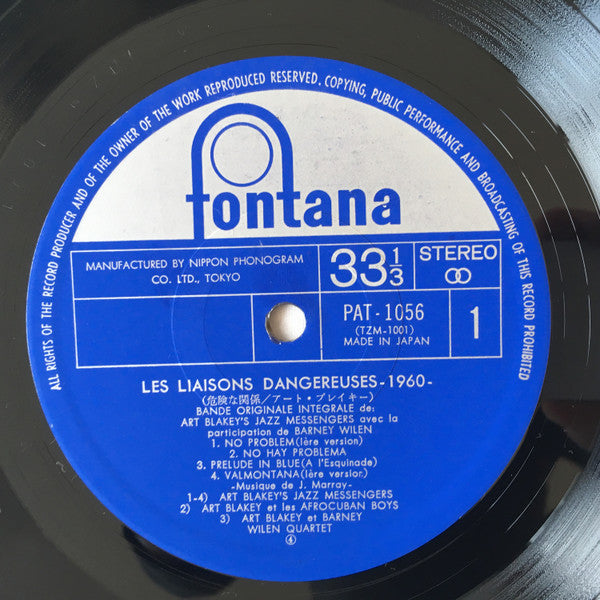 ALL RIGHTS OF THE RECORD PRODUCER AND OF THE OWNER OF THE WORK REPRODUCED RESERVED. COPYING, PUBLIC PERFORMANCE AND BROADCASTING OF THIS RECORD PROHIBITED
fontana
MANUFACTURED BY NIPPON PHONOGRAM
CO. LTD., TOKYO
33 1/3
STEREO
PAT-1056
(TZM-1001)
MADE IN JAPAN
1
LES LIAISONS DANGEREUSES-1960-
(危険な関係/アート・ブレイキー)
BANDE ORIGINALE INTEGRALE de:
ART BLAKEY'S JAZZ MESSENGERS avec la
participation de BARNEY WILEN
1. NO PROBLEM(lère version)
2. NO HAY PROBLEMA
3. PRELUDE IN BLUE(A l'Esquinade)
4. VALMONTANA(lère version)
-Musique de J. Marray-
1-4) ART BLAKEY'S JAZZ MESSENGERS
2) ART BLAKEY et les AFROCUBAN BOYS
3) ART BLAKEY et BARNEY
WILEN QUARTET
④